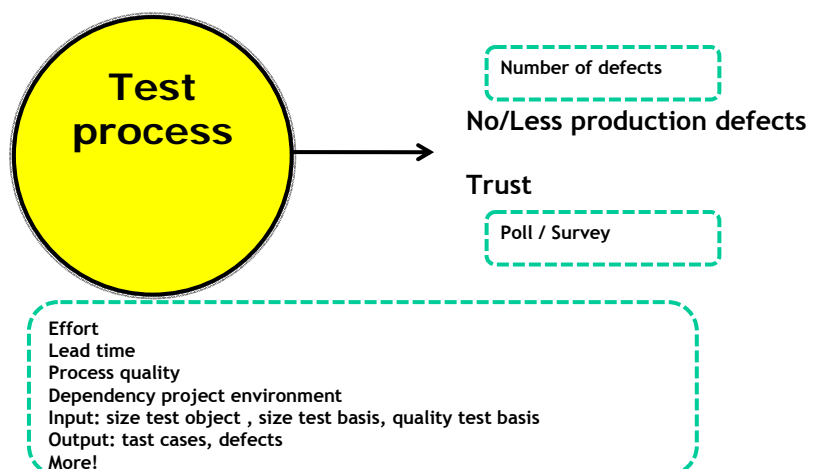 Test
process
Number of defects
No/Less production defects
Trust
Poll / Survey
Effort
Lead time
Process quality
Dependency project environment
Input: size test object , size test basis, quality test basis
Output: tast cases, defects
More!